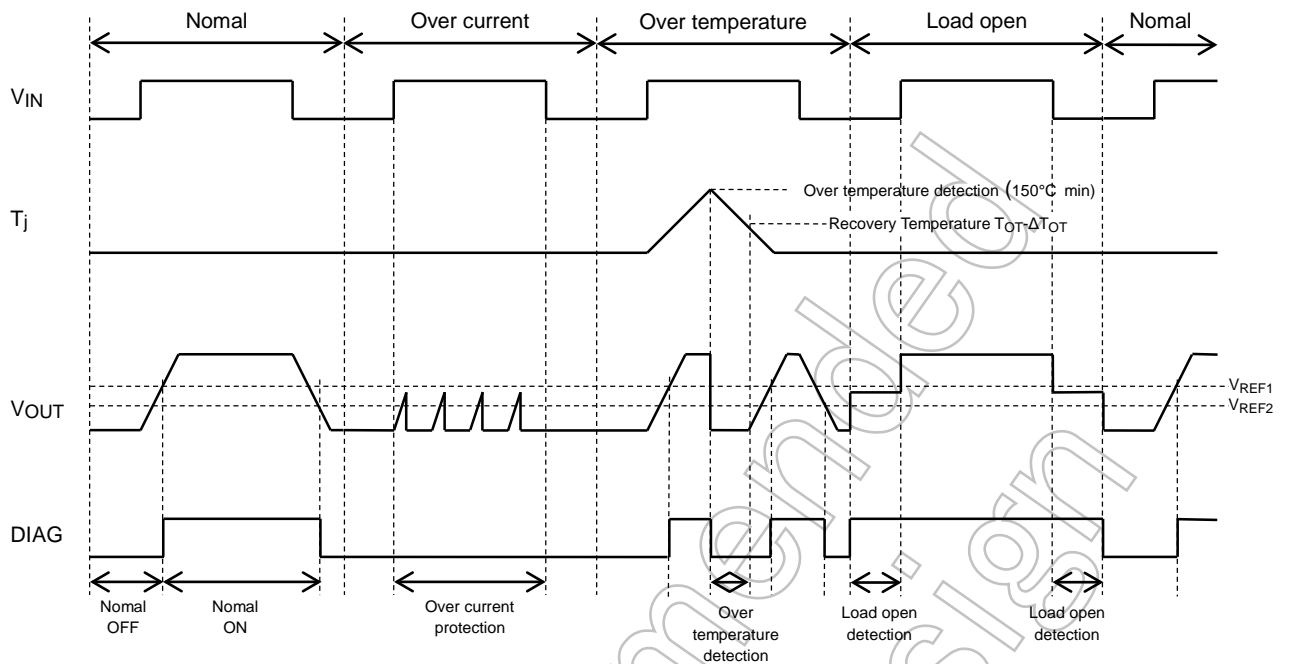 Nomal Over current Over temperature Load open Nomal
VIN
Over temperature detection (150°C min)
Tj
Recovery Temperature TOT-ΔTOT
VREF1
VOUT
VREF2
DIAG
Nomal OFF
Nomal ON
Over current protection
Over temperature detection
Load open detection
Load open detection
mmended
sign